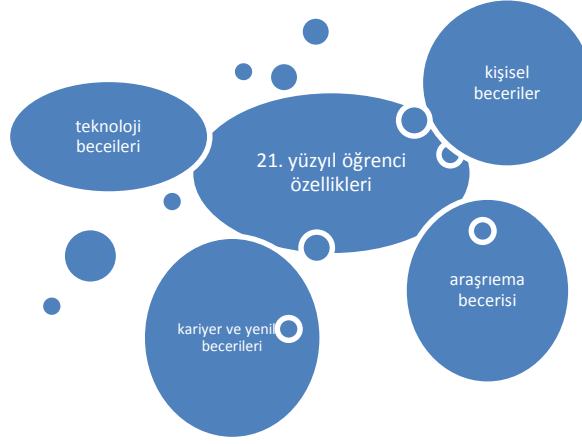 kişisel
beceriler
teknoloji
beceileri
21. yüzyıl öğrenci
özellikleri
araşrıema
becerisi
kariyer ve yenil
becerileri